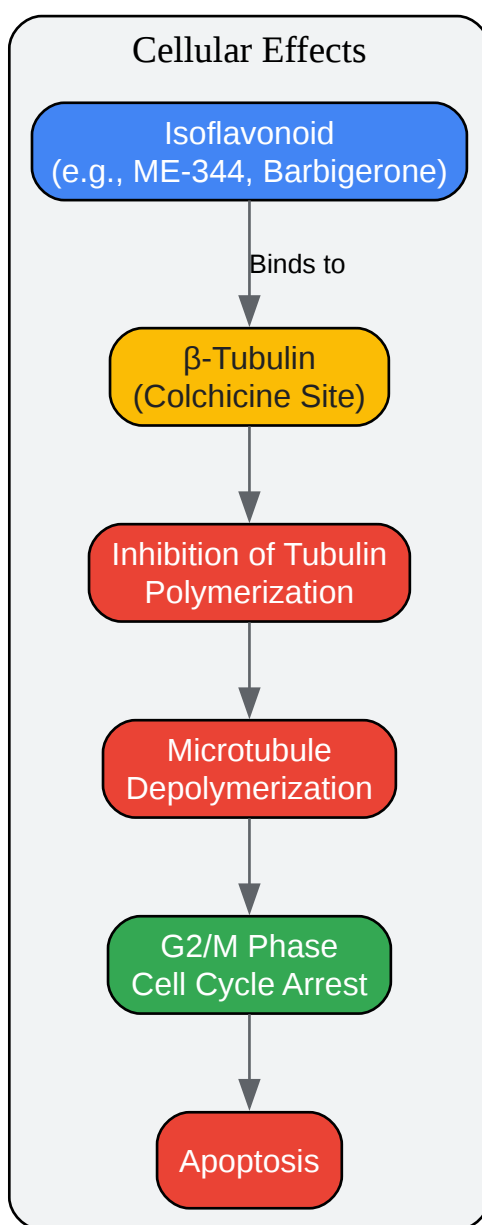 Cellular Effects
Isoflavonoid
(e.g., ME-344, Barbigerone)
Binds to
β-Tubulin
(Colchicine Site)
Inhibition of Tubulin
Polymerization
Microtubule
Depolymerization
G2/M Phase
Cell Cycle Arrest
Apoptosis